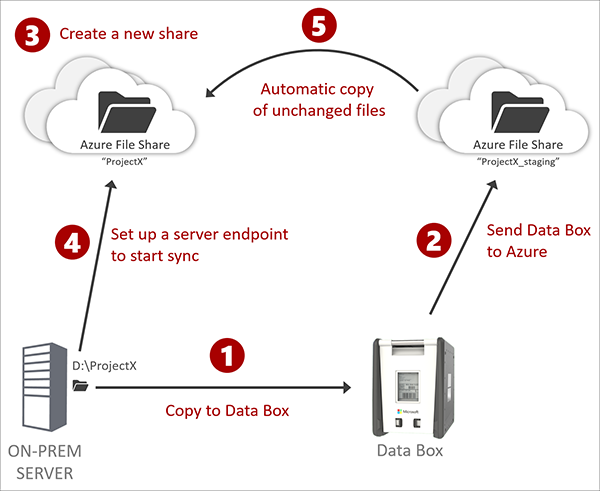 3 Create a new share
5
Automatic copy
of unchanged files
Azure File Share
"ProjectX"
Azure File Share
"ProjectX_staging"
4 Set up a server endpoint
to start sync
2 Send Data Box
to Azure
1
D:\ProjectX
Copy to Data Box
Microsoft
ON-PREM
SERVER
Data Box